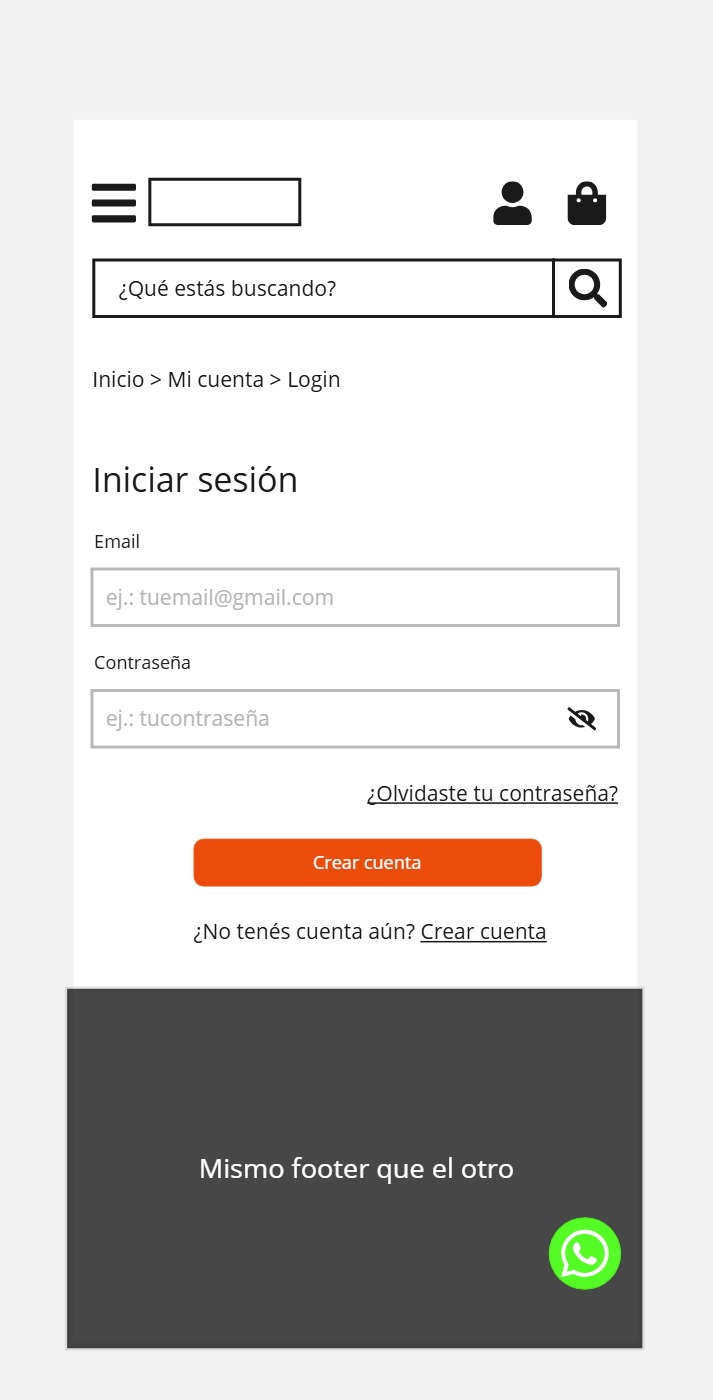 ¿Qué estás buscando?
Inicio > Mi cuenta > Login
Iniciar sesión
Email
ej.: tuemail@gmail.com
Contraseña
ej.: tucontraseña
¿Olvidaste tu contraseña?
Crear cuenta
¿No tenés cuenta aún? Crear cuenta
Mismo footer que el otro